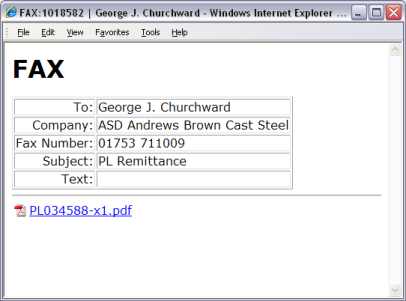 FAX:1018582 | George J. Churchward - Windows Internet Explorer ...
File Edit View Favorites Tools Help
FAX
To: George J. Churchward
Company: ASD Andrews Brown Cast Steel
Fax Number: 01753 711009
Subject: PL Remittance
Text:
PL034588-x1.pdf